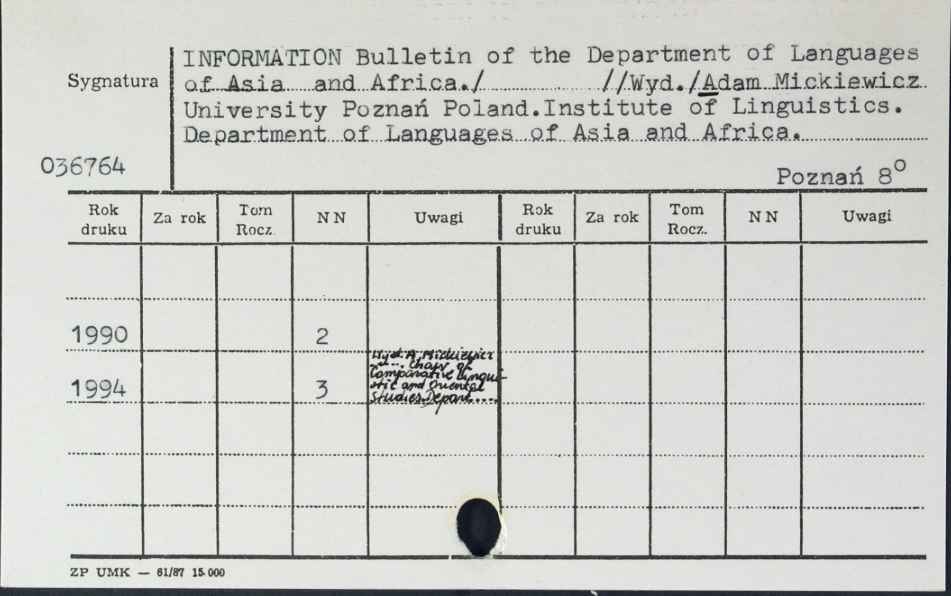 INFORMATION Bulletin of the Department of Languages
Sygnatura
of Asia and Africa./ //Wyd./Adam Mickiewicz
University Poznań Poland.Institute of Linguistics.
Department of Languages of Asia and Africa.
036764
Poznań 8°
Rok druku Za rok Tom Rocz. NN Uwagi Rok druku Za rok Tom Rocz. NN Uwagi
1990 2
1994 3
Wyd. A. Mickiewicz
.... Chair of
Comparative Lingui-
stic and Oriental
Studies. Depart....
ZP UMK — 61/87 15 000